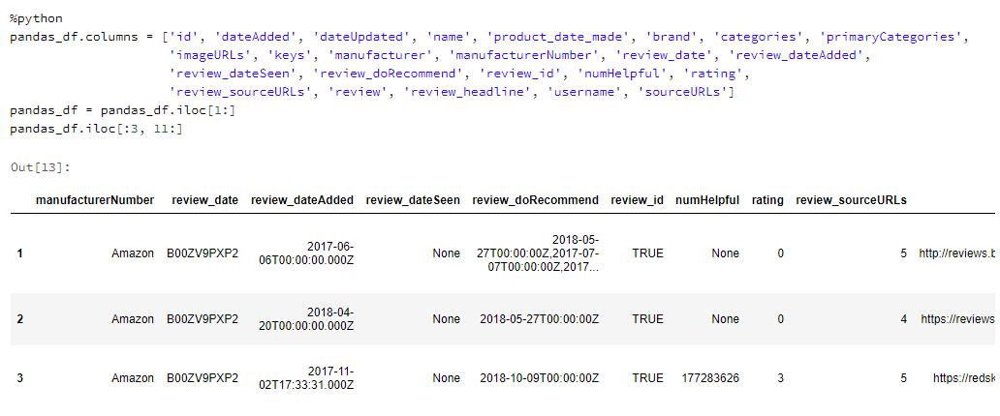 %python
pandas_df.columns = ['id', 'dateAdded', 'dateUpdated', 'name', 'product_date_made', 'brand', 'categories', 'primaryCategories',
'imageURLs', 'keys', 'manufacturer', 'manufacturerNumber', 'review_date', 'review_dateAdded',
'review_dateSeen', 'review_doRecommend', 'review_id', 'numHelpful', 'rating',
'review_sourceURLs', 'review', 'review_headline', 'username', 'sourceURLs']
pandas_df = pandas_df.iloc[1:]
pandas_df.iloc[:3, 11:]
Out[13]:
manufacturerNumber review_date review_dateAdded review_dateSeen review_doRecommend review_id numHelpful rating review_sourceURLs
2018-05-
2017-06-
1 Amazon B00ZV9PXP2 None 27T00:00:00Z,2017-07- TRUE None 0 5 http://reviews.b
06T00:00:00.000Z
07T00:00:00Z,2017...
2018-04-
2 Amazon B00ZV9PXP2 None 2018-05-27T00:00:00Z TRUE None 0 4 https://reviews
20T00:00:00.000Z
2017-11-
3 Amazon B00ZV9PXP2 None 2018-10-09T00:00:00Z TRUE 177283626 3 5 https://redsk
02T17:33:31.000Z